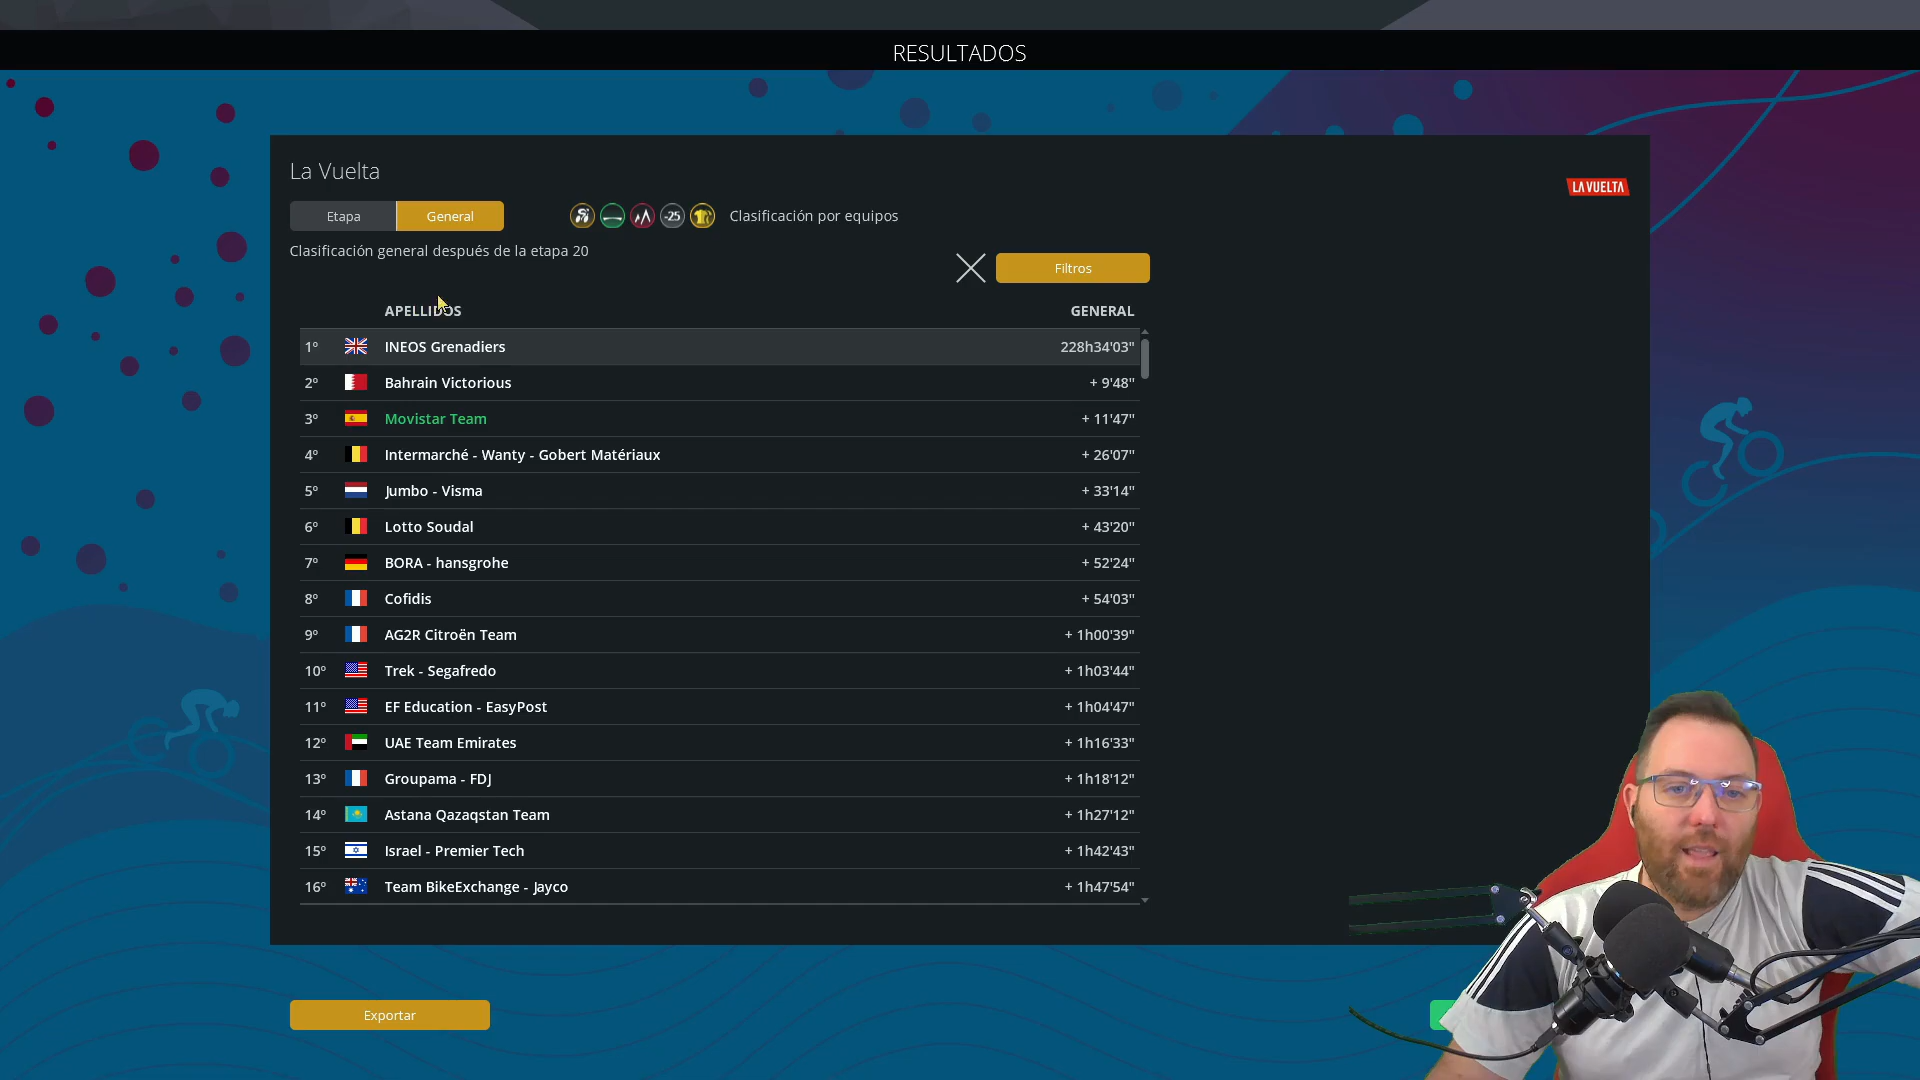 RESULTADOS
La Vuelta
LA VUELTA
Etapa
General
-25
Clasificación por equipos
Clasificación general después de la etapa 20
Filtros
APELLIDOS GENERAL
1º INEOS Grenadiers 228h34'03''
2º Bahrain Victorious + 9'48''
3º Movistar Team + 11'47''
4º Intermarché - Wanty - Gobert Matériaux + 26'07''
5º Jumbo - Visma + 33'14''
6º Lotto Soudal + 43'20''
7º BORA - hansgrohe + 52'24''
8º Cofidis + 54'03''
9º AG2R Citroën Team + 1h00'39''
10º Trek - Segafredo + 1h03'44''
11º EF Education - EasyPost + 1h04'47''
12º UAE Team Emirates + 1h16'33''
13º Groupama - FDJ + 1h18'12''
14º Astana Qazaqstan Team + 1h27'12''
15º Israel - Premier Tech + 1h42'43''
16º Team BikeExchange - Jayco + 1h47'54''
Exportar